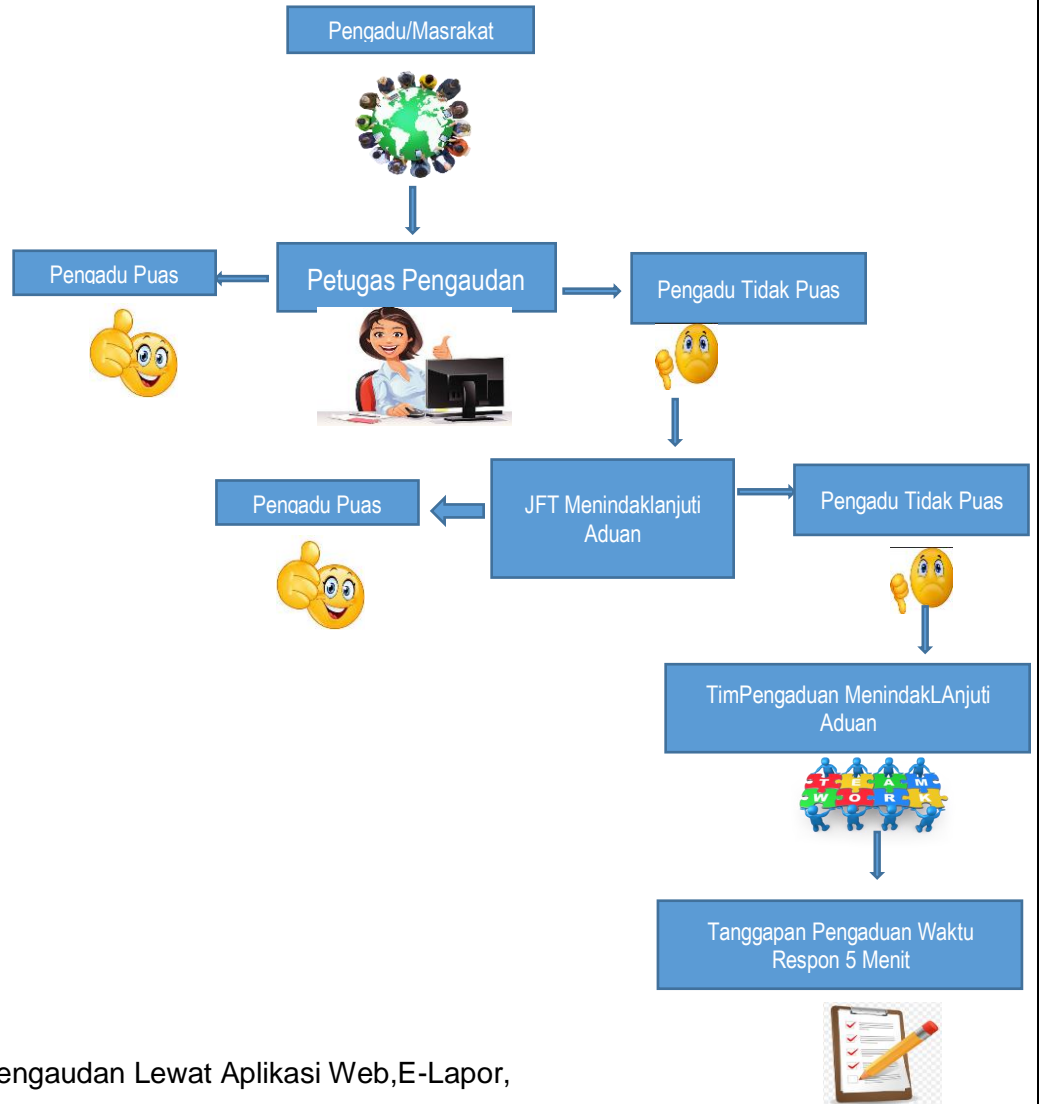 Pengadu/Masrakat
Pengadu Puas
Petugas Pengaudan
Pengadu Tidak Puas
Pengadu Puas
JFT Menindaklanjuti
Aduan
Pengadu Tidak Puas
TimPengaduan MenindakLAnjuti
Aduan
T E A M
W O R K
Tanggapan Pengaduan Waktu
Respon 5 Menit
engaudan Lewat Aplikasi Web,E-Lapor,